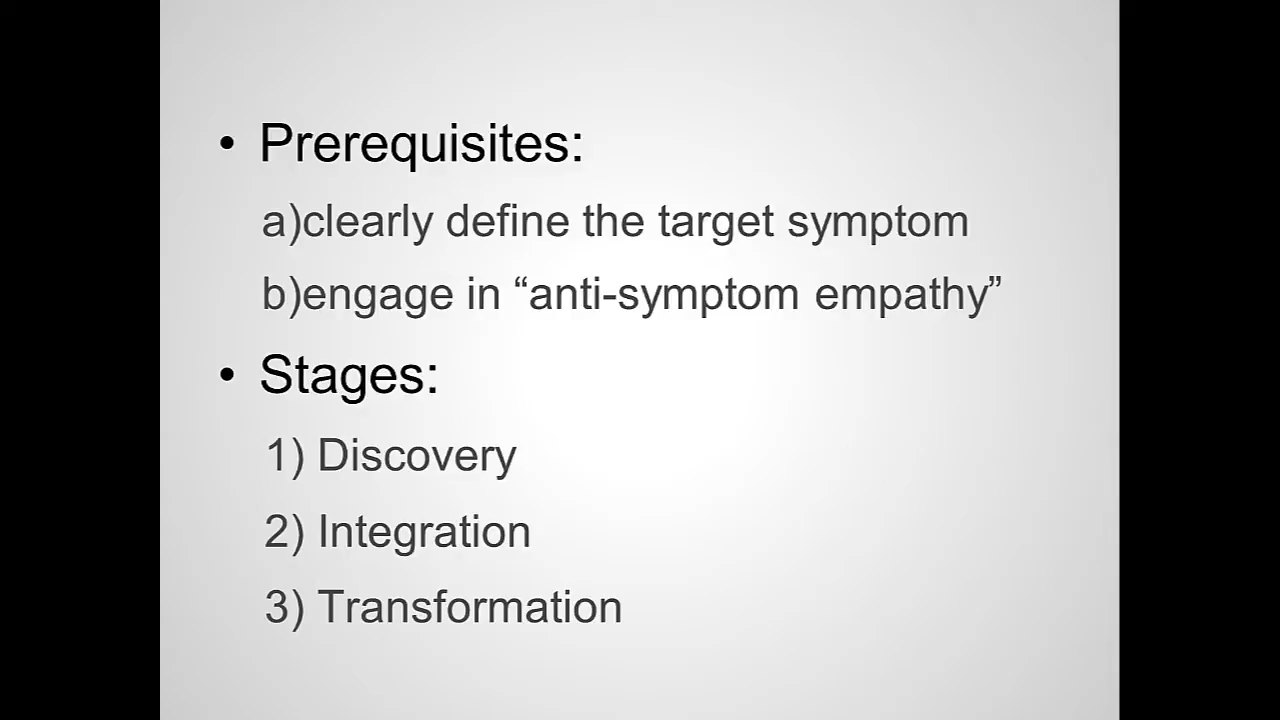 • Prerequisites:
a)clearly define the target symptom
b)engage in “anti-symptom empathy”
• Stages:
1) Discovery
2) Integration
3) Transformation